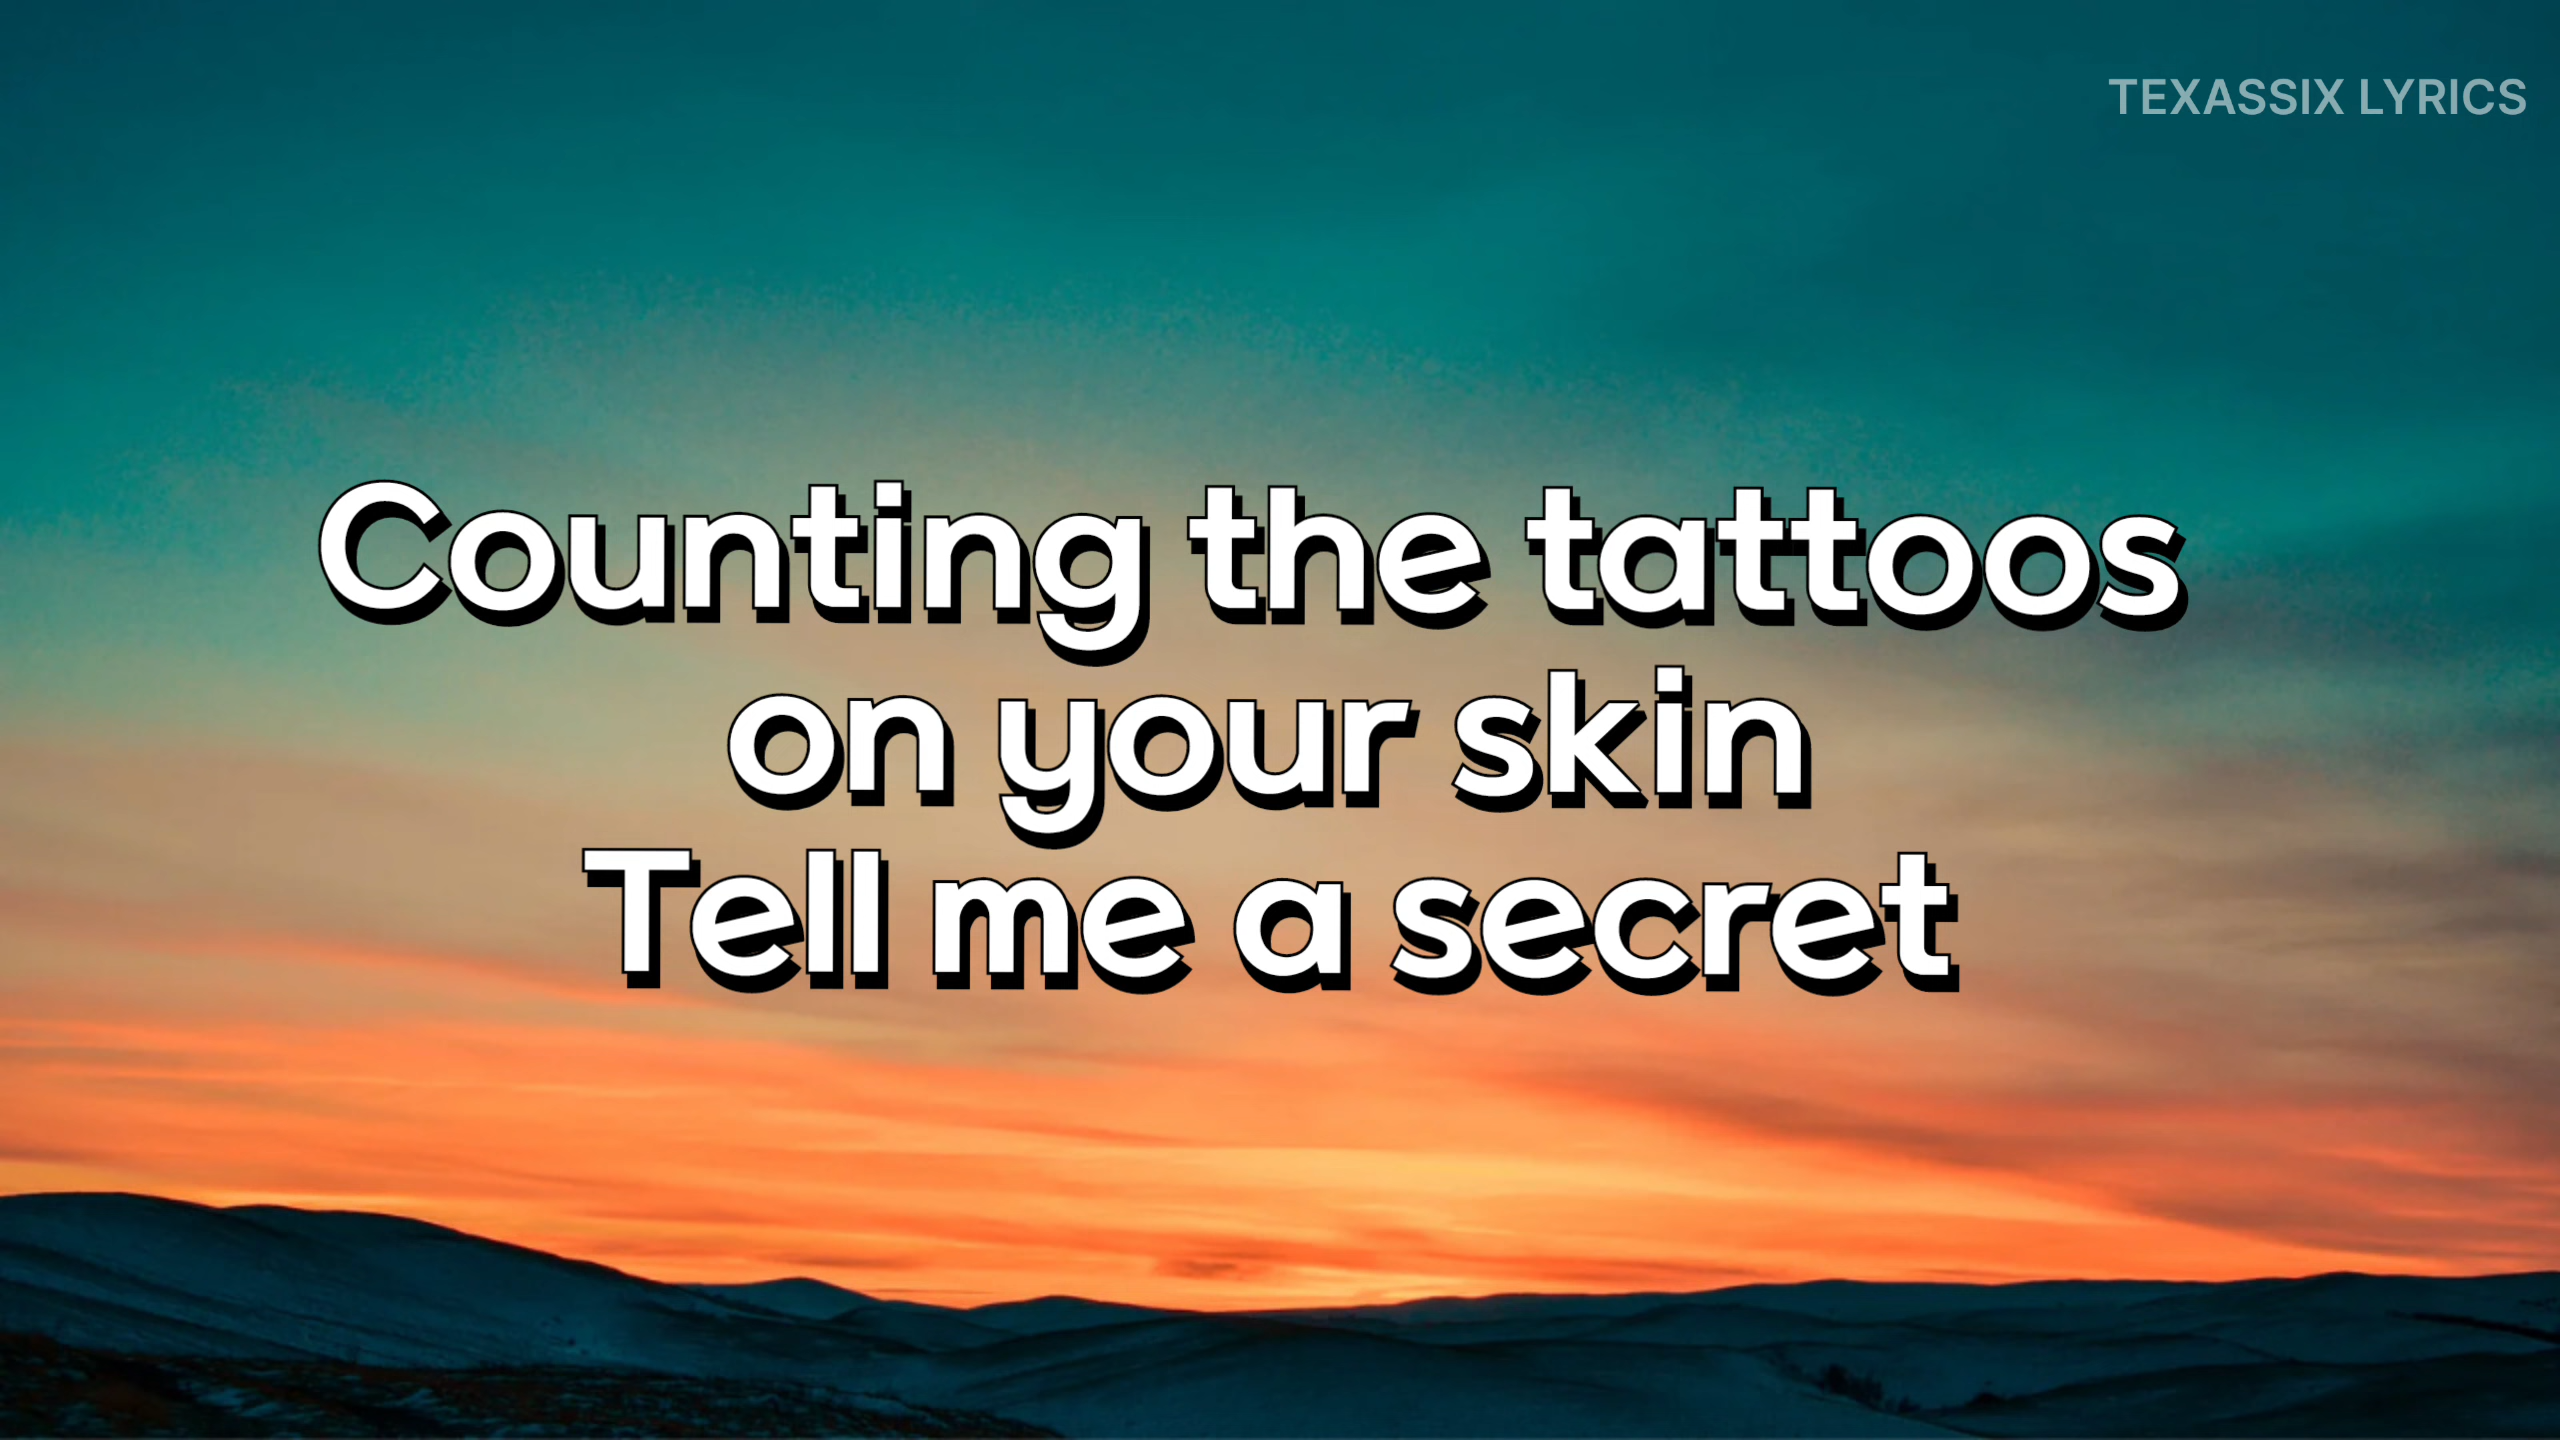 TEXASSIX LYRICS
Counting the tattoos
on your skin
Tell me a secret